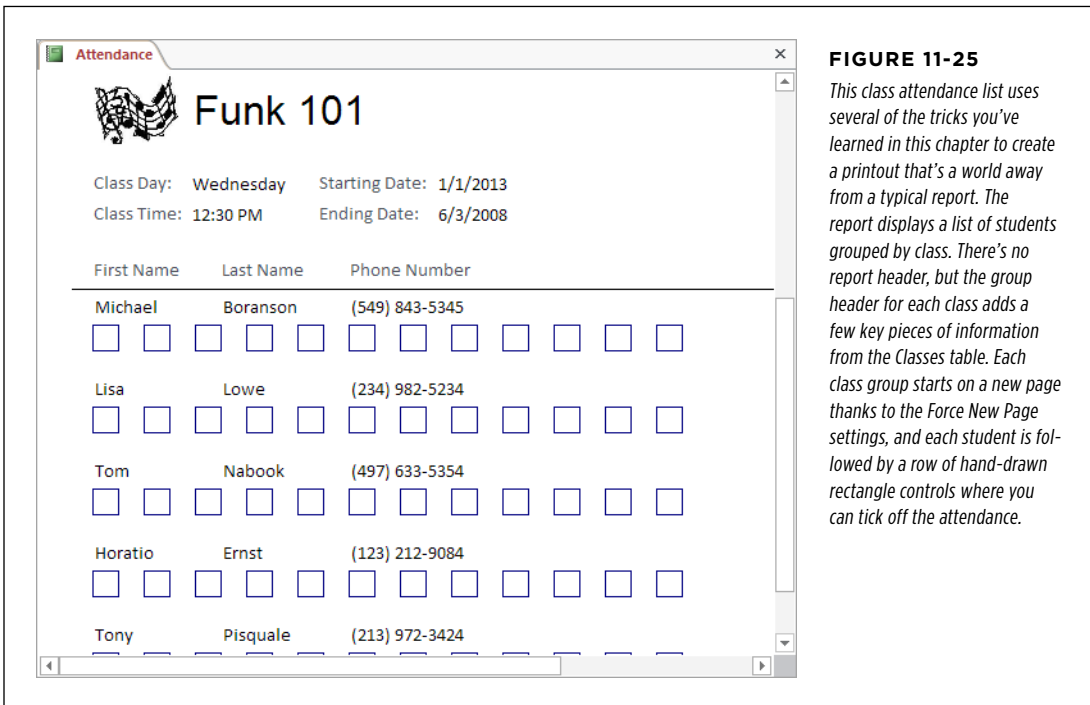 Attendance
Funk 101
Class Day: Wednesday Starting Date: 1/1/2013
Class Time: 12:30 PM Ending Date: 6/3/2008
First Name Last Name Phone Number
Michael Boranson (549) 843-5345
Lisa Lowe (234) 982-5234
Tom Nabook (497) 633-5354
Horatio Ernst (123) 212-9084
Tony Pisquale (213) 972-3424
FIGURE 11-25
This class attendance list uses
several of the tricks you've
learned in this chapter to create
a printout that's a world away
from a typical report. The
report displays a list of students
grouped by class. There's no
report header, but the group
header for each class adds a
few key pieces of information
from the Classes table. Each
class group starts on a new page
thanks to the Force New Page
settings, and each student is fol-
lowed by a row of hand-drawn
rectangle controls where you
can tick off the attendance.